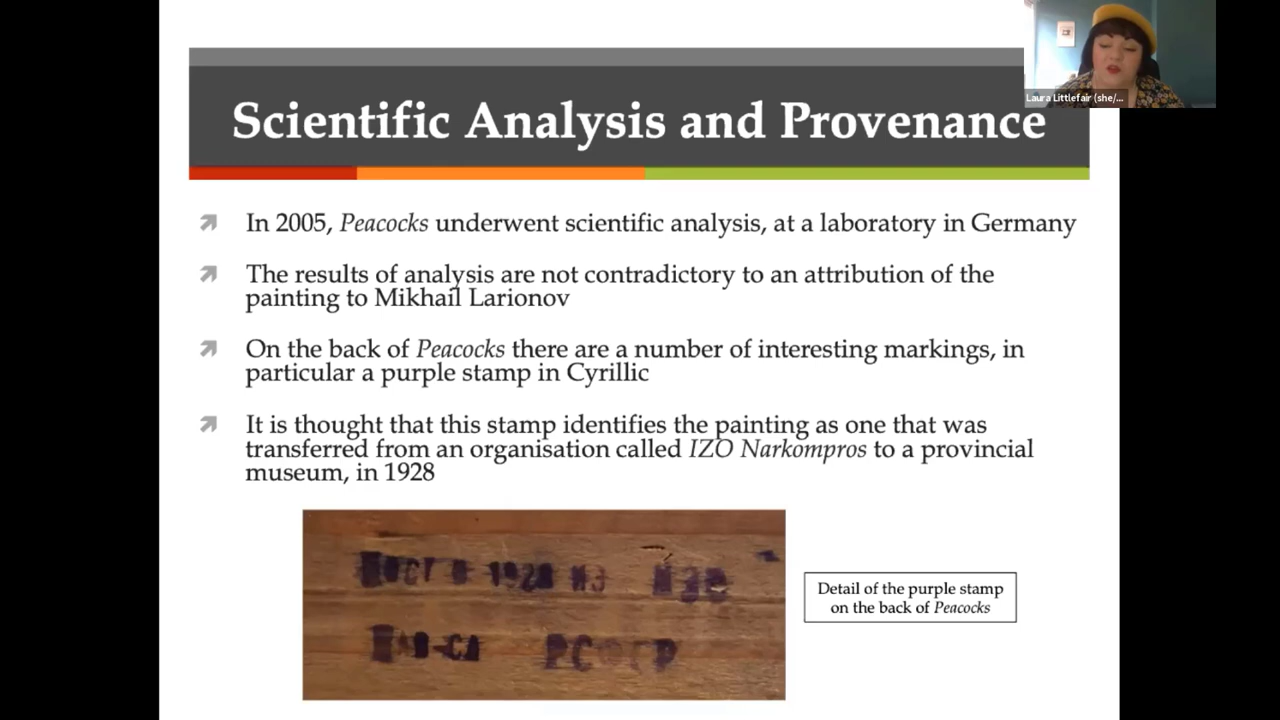 Scientific Analysis and Provenance
Laura Littlefair (she/...
In 2005, Peacocks underwent scientific analysis, at a laboratory in Germany
The results of analysis are not contradictory to an attribution of the
painting to Mikhail Larionov
On the back of Peacocks there are a number of interesting markings, in
particular a purple stamp in Cyrillic
It is thought that this stamp identifies the painting as one that was
transferred from an organisation called IZO Narkompros to a provincial
museum, in 1928
1928 ИЗ ИЗО
РСФСР
Detail of the purple stamp
on the back of Peacocks